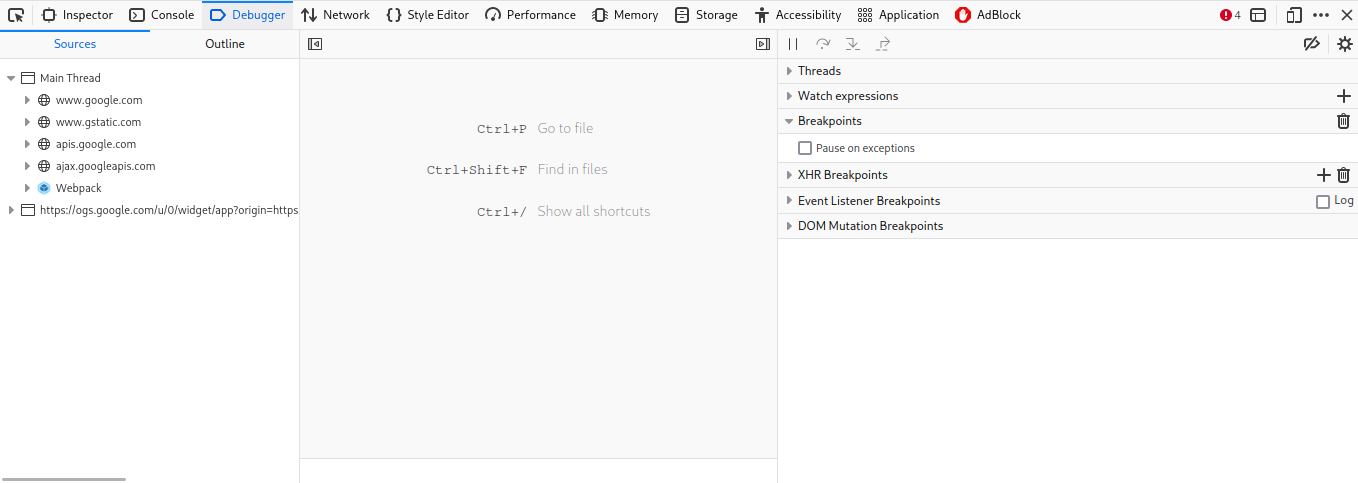 Inspector Console Debugger Network Style Editor Performance Memory Storage Accessibility Application AdBlock 4
Sources Outline
Main Thread
www.google.com
www.gstatic.com
apis.google.com
ajax.googleapis.com
Webpack
https://ogs.google.com/u/0/widget/app?origin=https
Ctrl+P Go to file
Ctrl+Shift+F Find in files
Ctrl+/ Show all shortcuts
Threads
Watch expressions
Breakpoints
Pause on exceptions
XHR Breakpoints
Event Listener Breakpoints Log
DOM Mutation Breakpoints